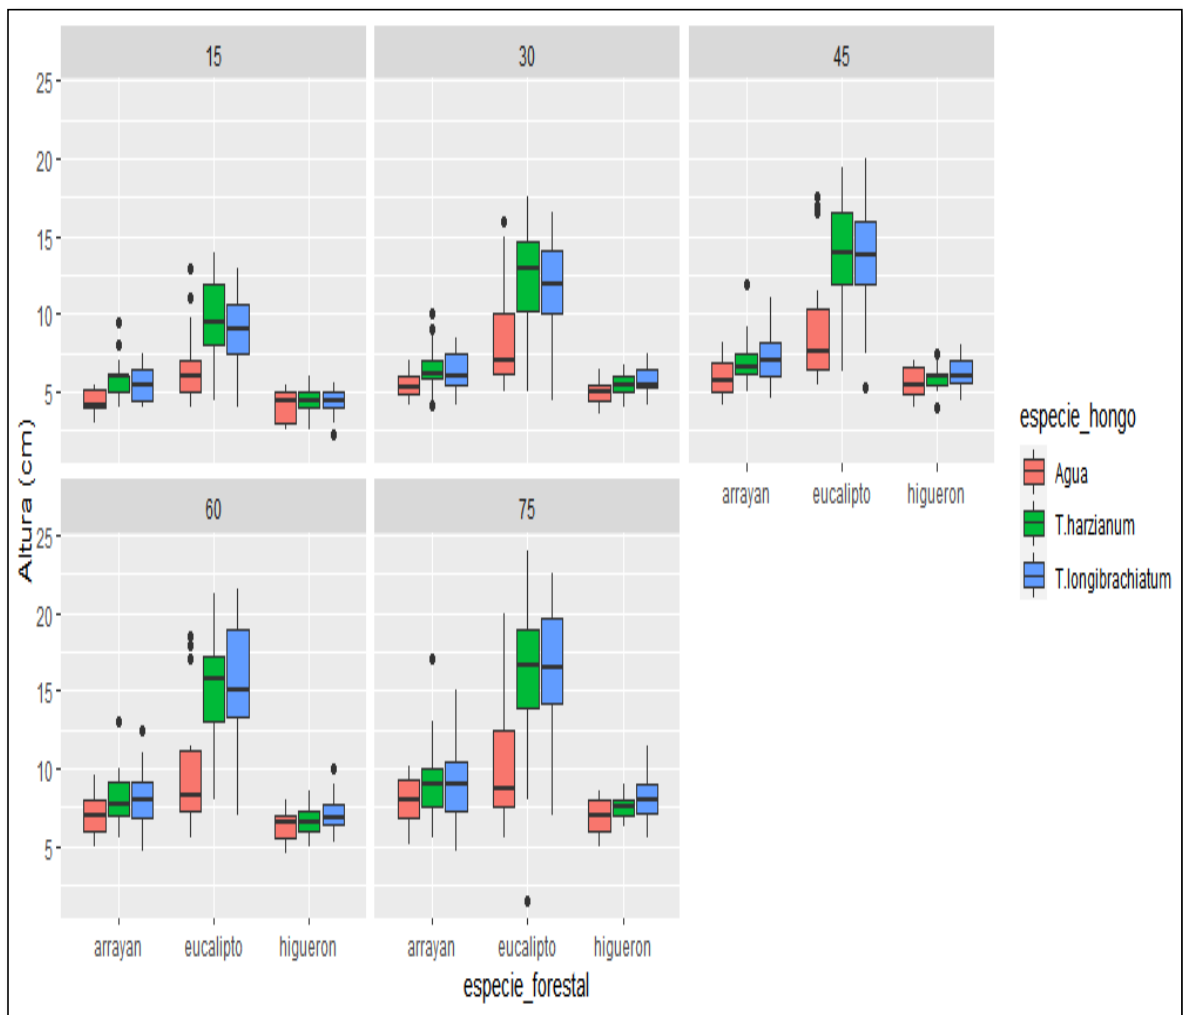 15
30
45
25
20
15
10
5
arrayan
eucalipto
higueron
60
75
25
20
15
10
5
arrayan
eucalipto
higueron
arrayan
eucalipto
higueron
Altura (cm)
especie_forestal
especie_hongo
Agua
T.harzianum
T.longibrachiatum